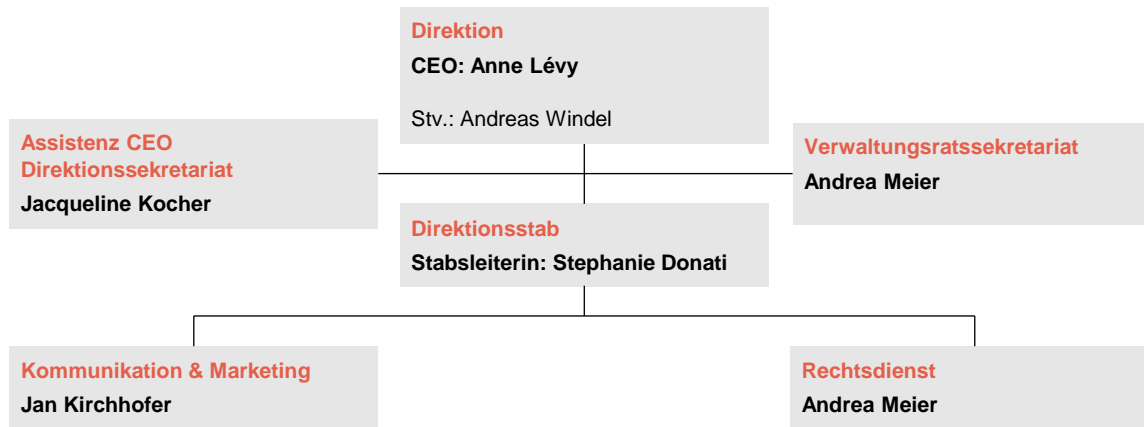 Direktion
CEO: Anne Lévy
Stv.: Andreas Windel
Assistenz CEO
Direktionssekretariat
Jacqueline Kocher
Verwaltungsratssekretariat
Andrea Meier
Direktionsstab
Stabsleiterin: Stephanie Donati
Kommunikation & Marketing
Jan Kirchhofer
Rechtsdienst
Andrea Meier